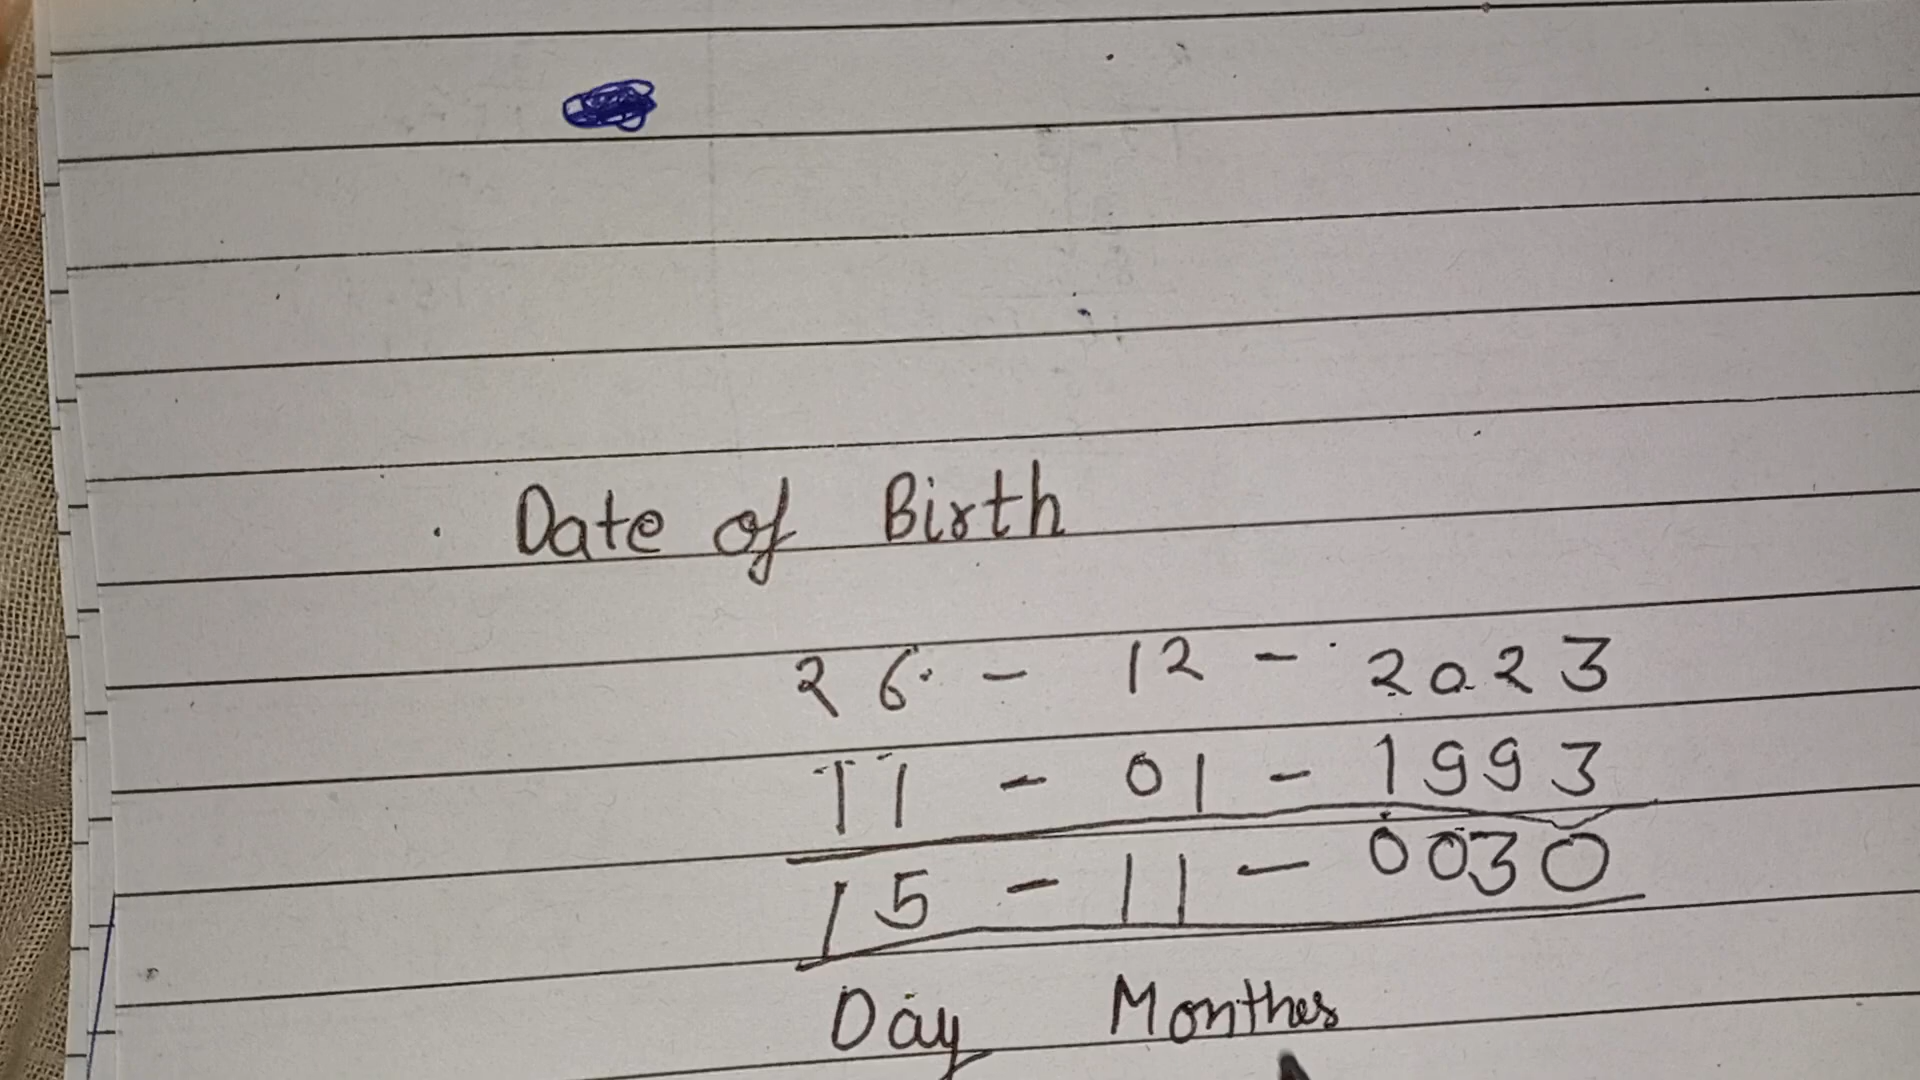 Date of Birth
26 - 12 - 2023
11 - 01 - 1993
15 - 11 - 0030
Day Monthes